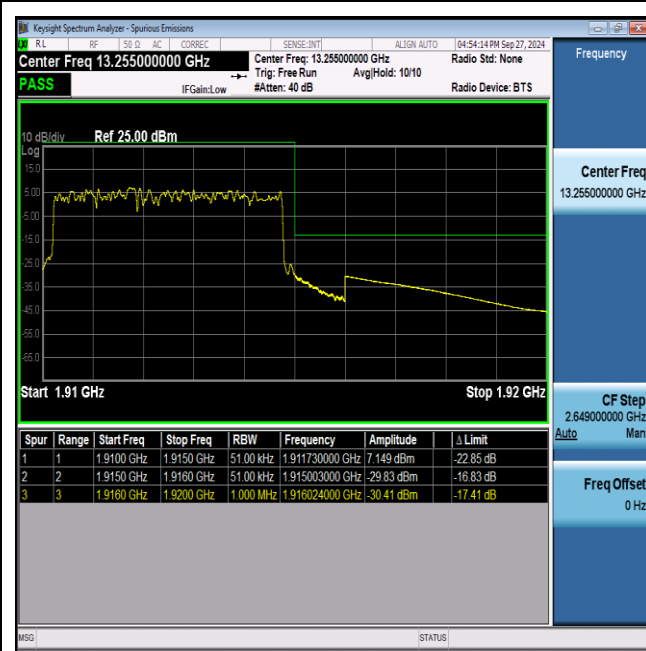 Keysight Spectrum Analyzer - Spurious Emissions
RL RF 50 Ω AC CORREC SENSE:INT ALIGN AUTO 04:54:14 PM Sep 27, 2024
Center Freq 13.255000000 GHz
Center Freq: 13.255000000 GHz Radio Std: None
Trig: Free Run Avg|Hold: 10/10
PASS IFGain:Low #Atten: 40 dB Radio Device: BTS
10 dB/div Ref 25.00 dBm
Log
15.0
5.00
-5.00
-15.0
-25.0
-35.0
-45.0
-55.0
-65.0
Start 1.91 GHz Stop 1.92 GHz
Spur Range Start Freq Stop Freq RBW Frequency Amplitude Δ Limit
1 1 1.9100 GHz 1.9150 GHz 51.00 kHz 1.911730000 GHz 7.149 dBm -22.85 dB
2 2 1.9150 GHz 1.9160 GHz 51.00 kHz 1.915003000 GHz -29.83 dBm -16.83 dB
3 3 1.9160 GHz 1.9200 GHz 1.000 MHz 1.916024000 GHz -30.41 dBm -17.41 dB
MSG STATUS
Frequency
Center Freq
13.255000000 GHz
CF Step
2.649000000 GHz
Auto Man
Freq Offset
0 Hz